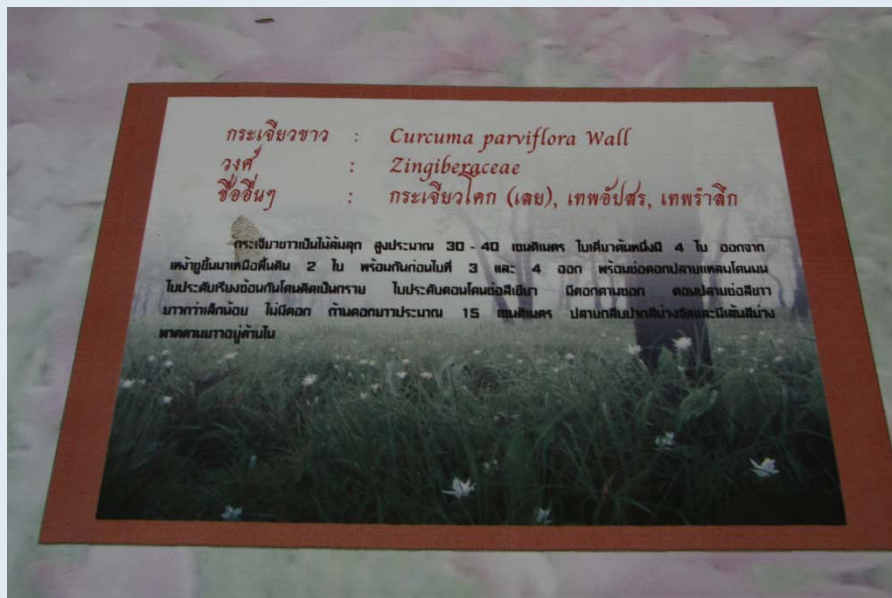 กระเจียวขาว : Curcuma parviflora Wall
วงศ์ : Zingiberaceae
ชื่ออื่นๆ : กระเจียวโคก (เลย), เทพอัปสร, เทพรำลึก
กระเจียวขาวเป็นไม้ล้มลุก สูงประมาณ 30 - 40 เซนติเมตร ใบเดี่ยวต้นหนึ่งมี 4 ใบ ออกจาก
เหง้าชูขึ้นมาเหนือพื้นดิน 2 ใบ พร้อมกันก่อนใบที่ 3 และ 4 ออก พร้อมช่อดอกปลายแหลมโคนมน
ใบประดับเรียงซ้อนกันโคนติดเป็นกรวย ใบประดับตอนโคนช่อสีเขียว มีดอกตามซอก ตอนปลายช่อสีขาว
ยาวกว่าเล็กน้อย ไม่มีดอก ก้านดอกยาวประมาณ 15 เซนติเมตร ปลายกลีบปากสีม่วงจัดและมีเส้นสีม่วง
พาดตามยาวอยู่ด้านใน